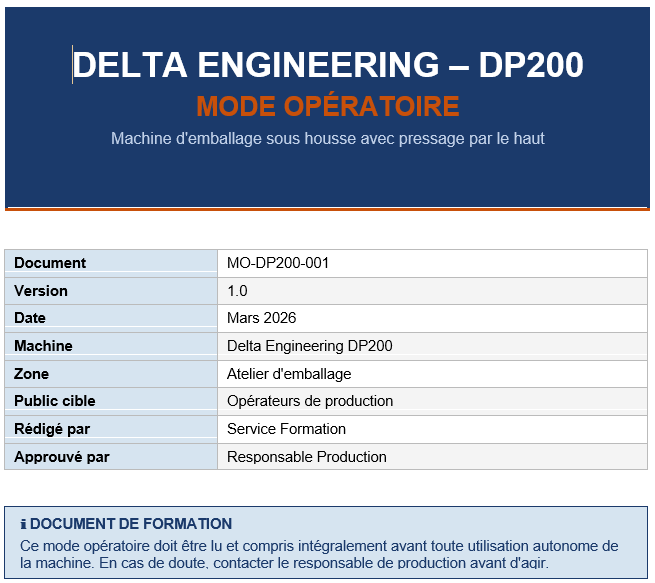 DELTA ENGINEERING – DP200
MODE OPÉRATOIRE
Machine d'emballage sous housse avec pressage par le haut
Document MO-DP200-001
Version 1.0
Date Mars 2026
Machine Delta Engineering DP200
Zone Atelier d'emballage
Public cible Opérateurs de production
Rédigé par Service Formation
Approuvé par Responsable Production
ℹ DOCUMENT DE FORMATION
Ce mode opératoire doit être lu et compris intégralement avant toute utilisation autonome de
la machine. En cas de doute, contacter le responsable de production avant d'agir.